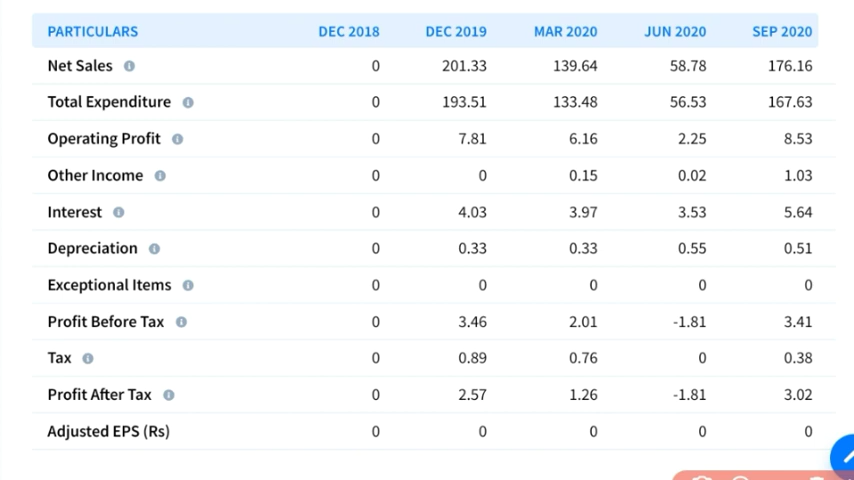 PARTICULARS DEC 2018 DEC 2019 MAR 2020 JUN 2020 SEP 2020
Net Sales 0 201.33 139.64 58.78 176.16
Total Expenditure 0 193.51 133.48 56.53 167.63
Operating Profit 0 7.81 6.16 2.25 8.53
Other Income 0 0 0.15 0.02 1.03
Interest 0 4.03 3.97 3.53 5.64
Depreciation 0 0.33 0.33 0.55 0.51
Exceptional Items 0 0 0 0 0
Profit Before Tax 0 3.46 2.01 -1.81 3.41
Tax 0 0.89 0.76 0 0.38
Profit After Tax 0 2.57 1.26 -1.81 3.02
Adjusted EPS (Rs) 0 0 0 0 0